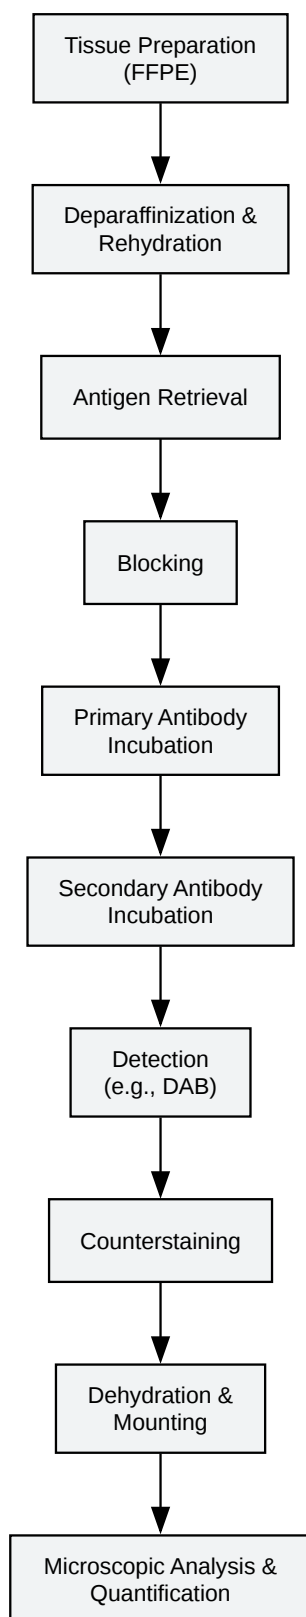 Tissue Preparation
(FFPE)
Deparaffinization &
Rehydration
Antigen Retrieval
Blocking
Primary Antibody
Incubation
Secondary Antibody
Incubation
Detection
(e.g., DAB)
Counterstaining
Dehydration &
Mounting
Microscopic Analysis &
Quantification